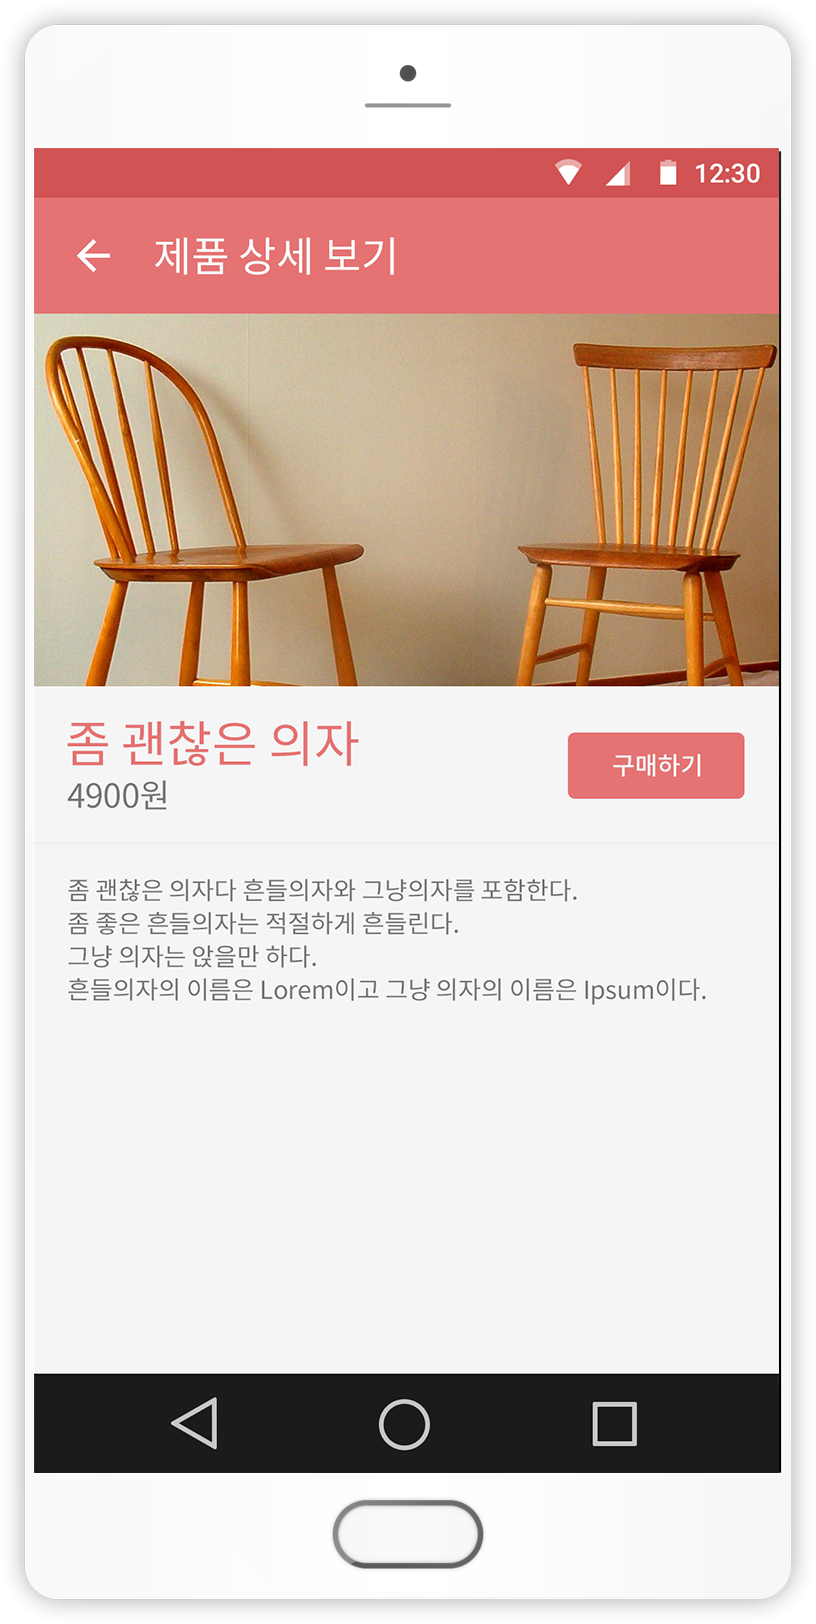 12:30
제품 상세 보기
좀 괜찮은 의자
4900원
구매하기
좀 괜찮은 의자다 흔들의자와 그냥의자를 포함한다.
좀 좋은 흔들의자는 적절하게 흔들린다.
그냥 의자는 앉을만 하다.
흔들의자의 이름은 Lorem이고 그냥 의자의 이름은 Ipsum이다.